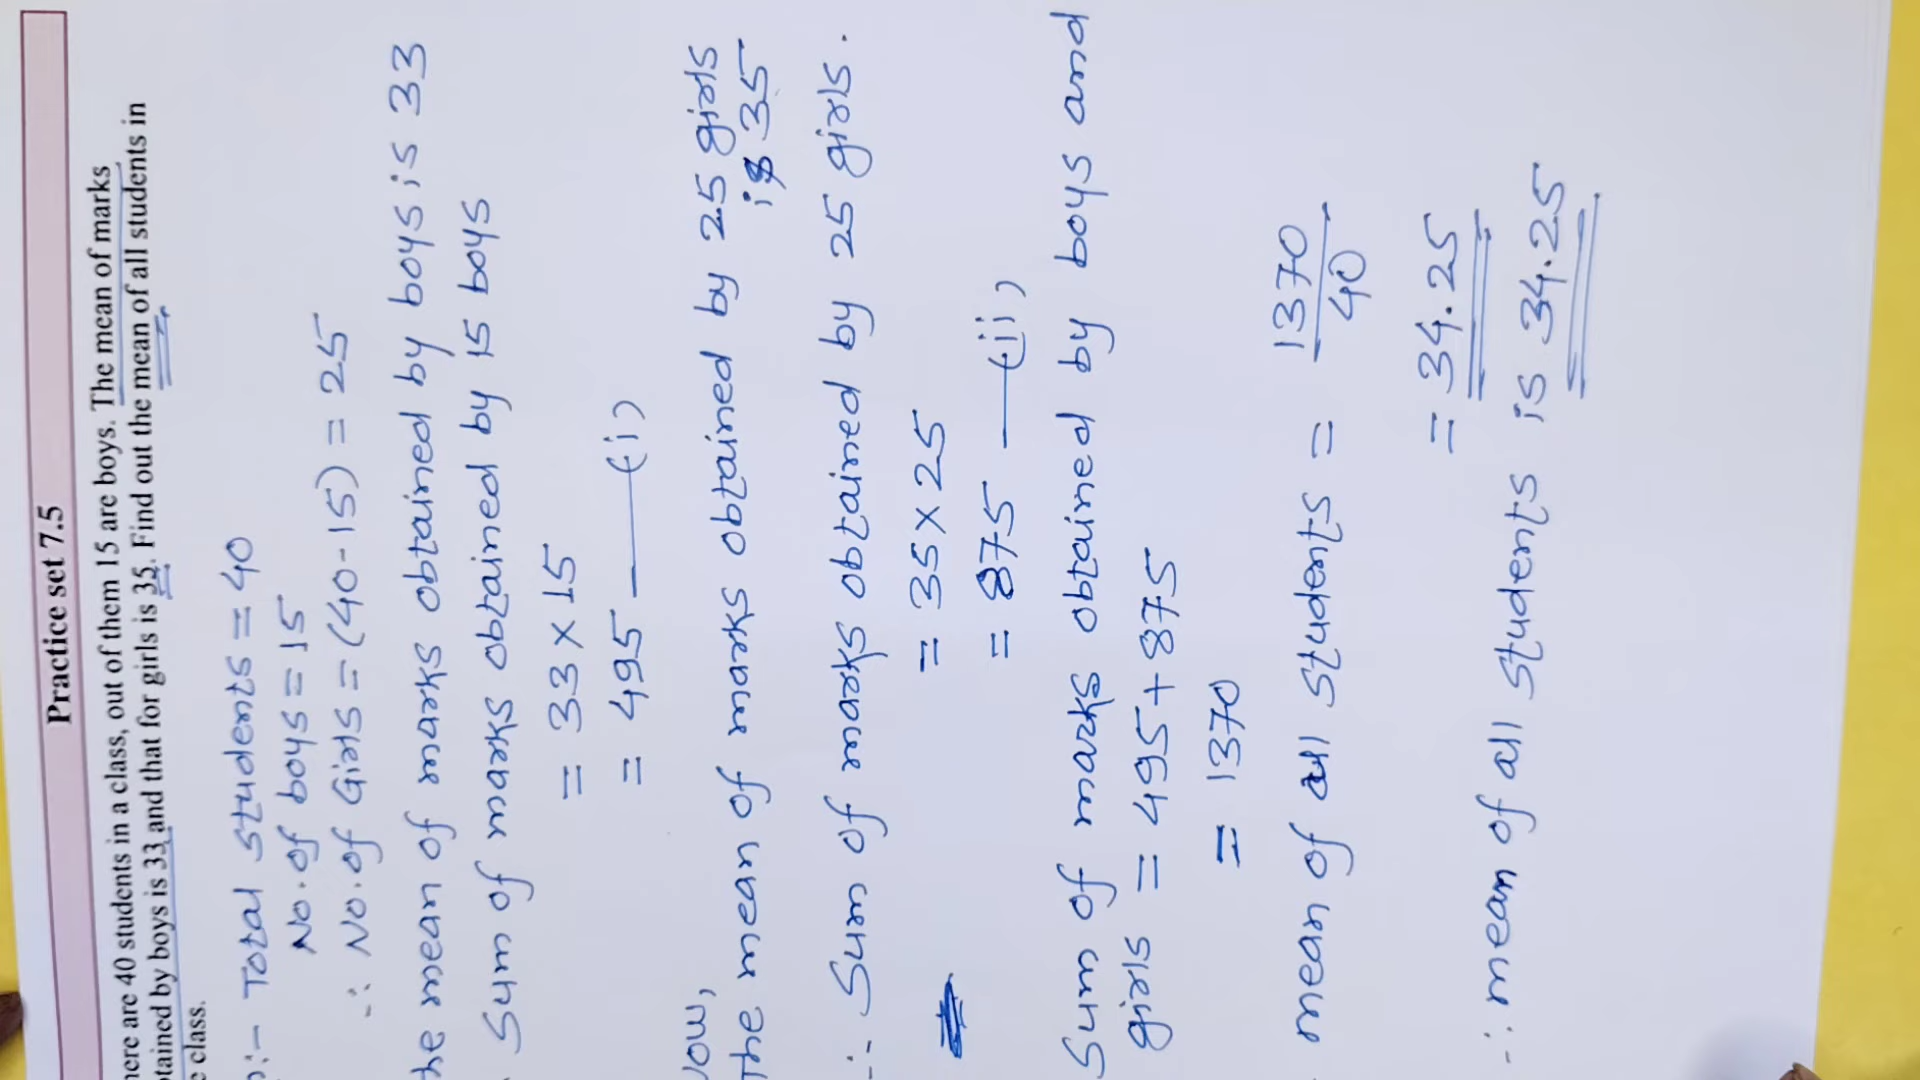 Practice set 7.5
here are 40 students in a class, out of them 15 are boys. The mean of marks
btained by boys is 33 and that for girls is 35. Find out the mean of all students in
e class.
:- Total students = 40
No. of boys = 15
∴ No. of Girls = (40-15) = 25
the mean of marks obtained by boys is 33
Sum of marks obtained by 15 boys
= 33 × 15
= 495 ——(i)
Now,
The mean of marks obtained by 25 girls
is 35
∴ Sum of marks obtained by 25 girls.
= 35 × 25
= 875 ——(ii)
Sum of marks obtained by boys and
girls = 495 + 875
= 1370
mean of all students = 1370
40
= 34.25
∴ mean of all students is 34.25